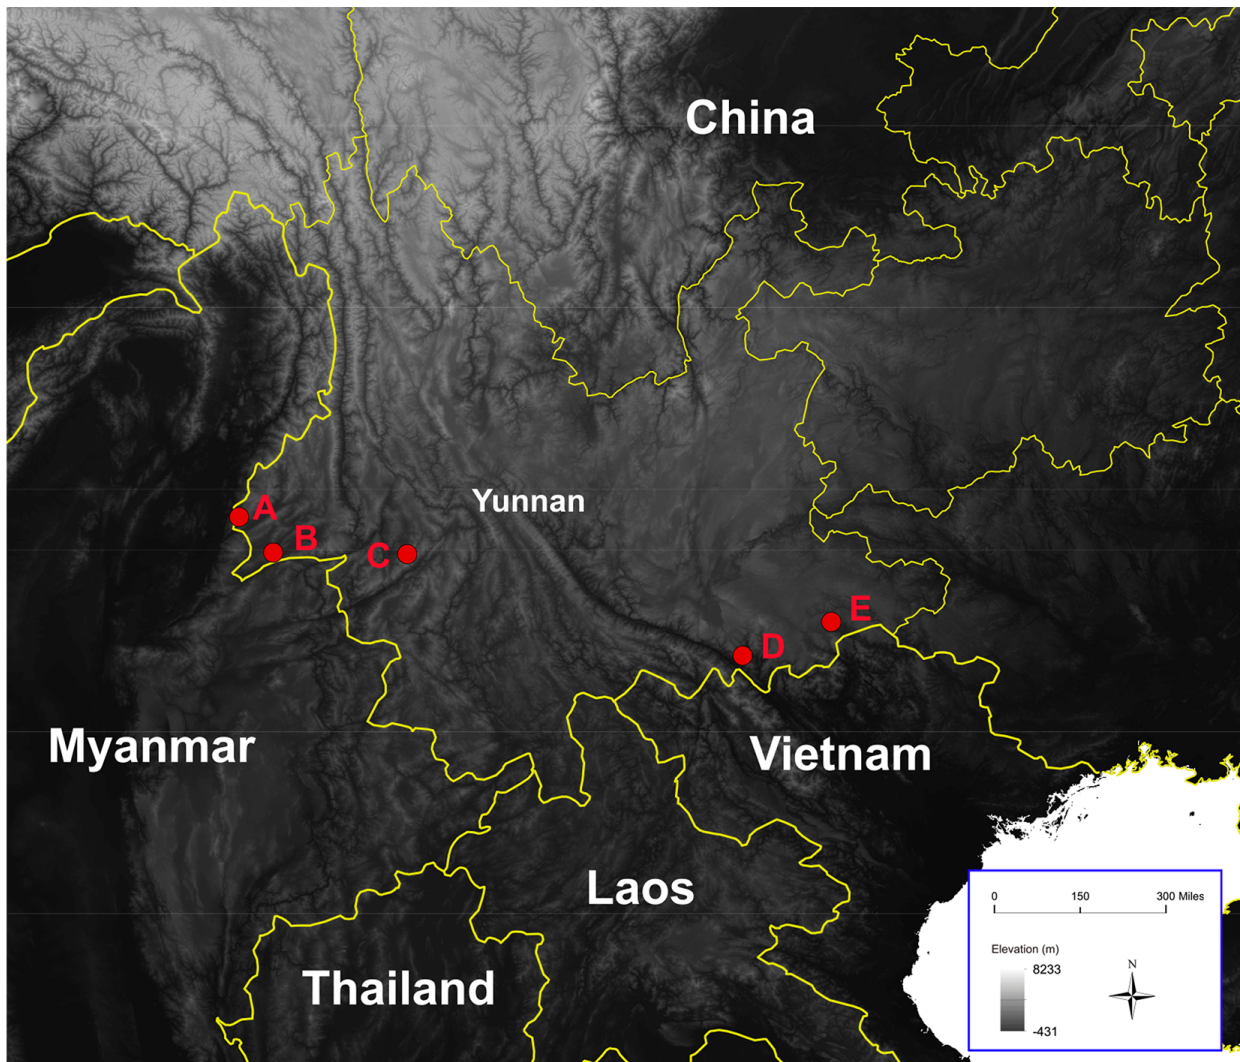 China
Yunnan
A
B
C
E
D
Myanmar
Vietnam
Laos
Thailand
0 150 300 Miles
Elevation (m)
8233
-431
N